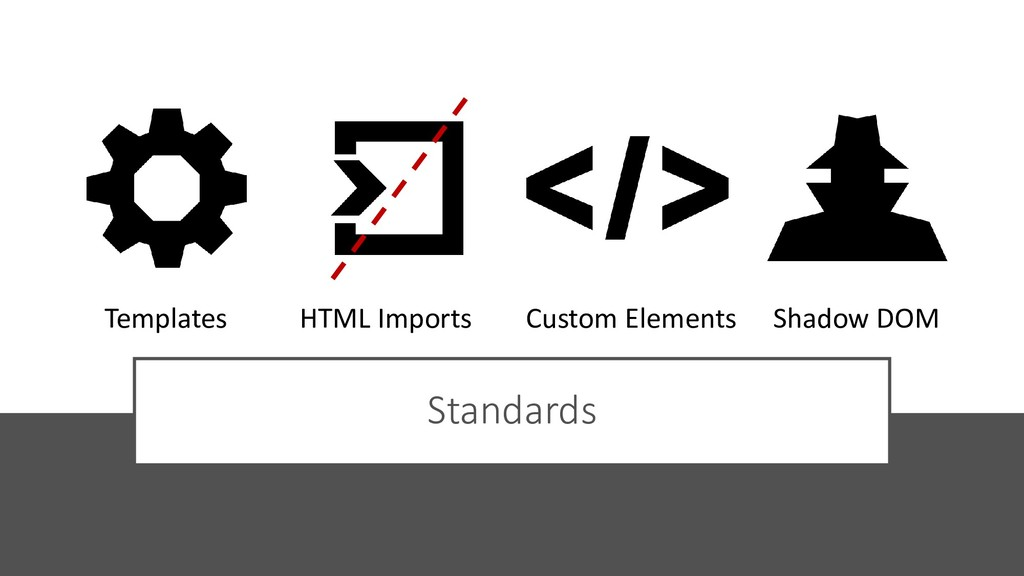 </>
Templates
HTML Imports
Custom Elements
Shadow DOM
Standards